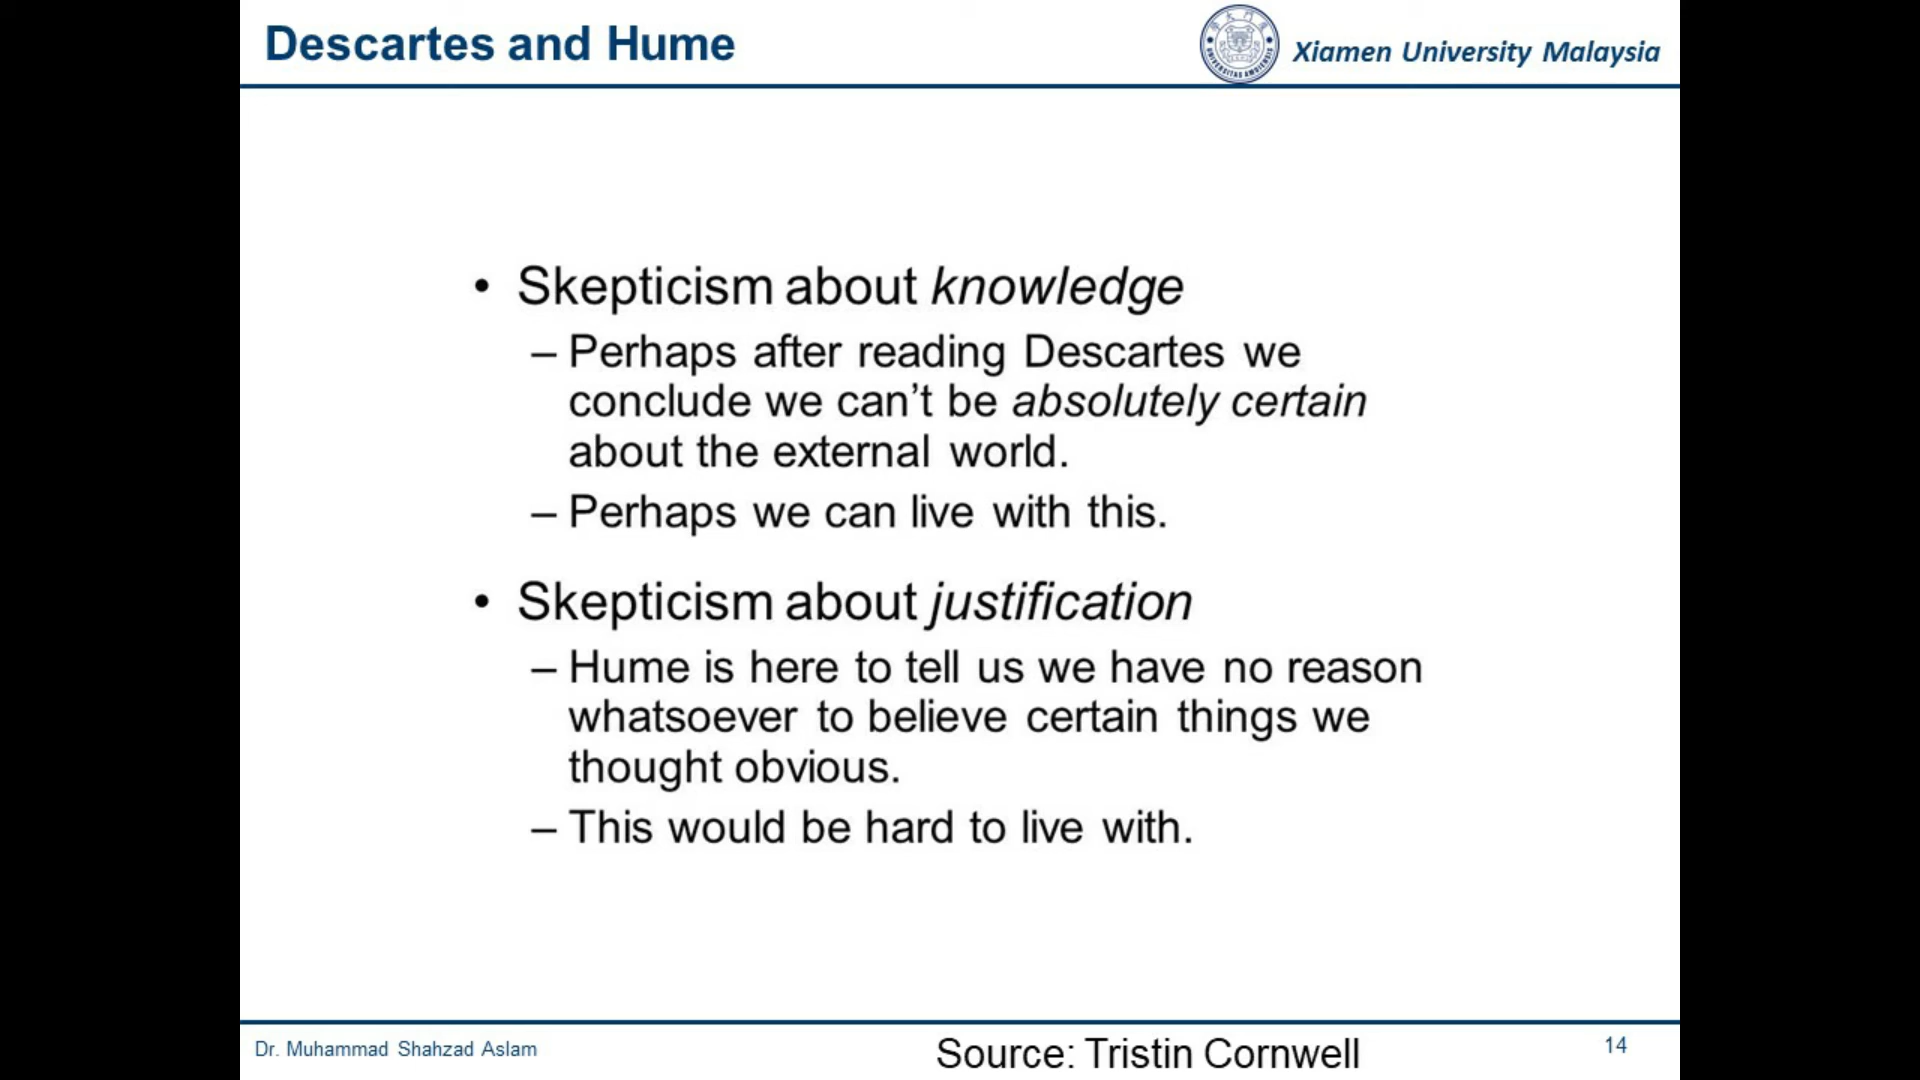 Descartes and Hume
Xiamen University Malaysia
• Skepticism about knowledge
– Perhaps after reading Descartes we
conclude we can't be absolutely certain
about the external world.
– Perhaps we can live with this.
• Skepticism about justification
– Hume is here to tell us we have no reason
whatsoever to believe certain things we
thought obvious.
– This would be hard to live with.
Dr. Muhammad Shahzad Aslam
Source: Tristin Cornwell
14